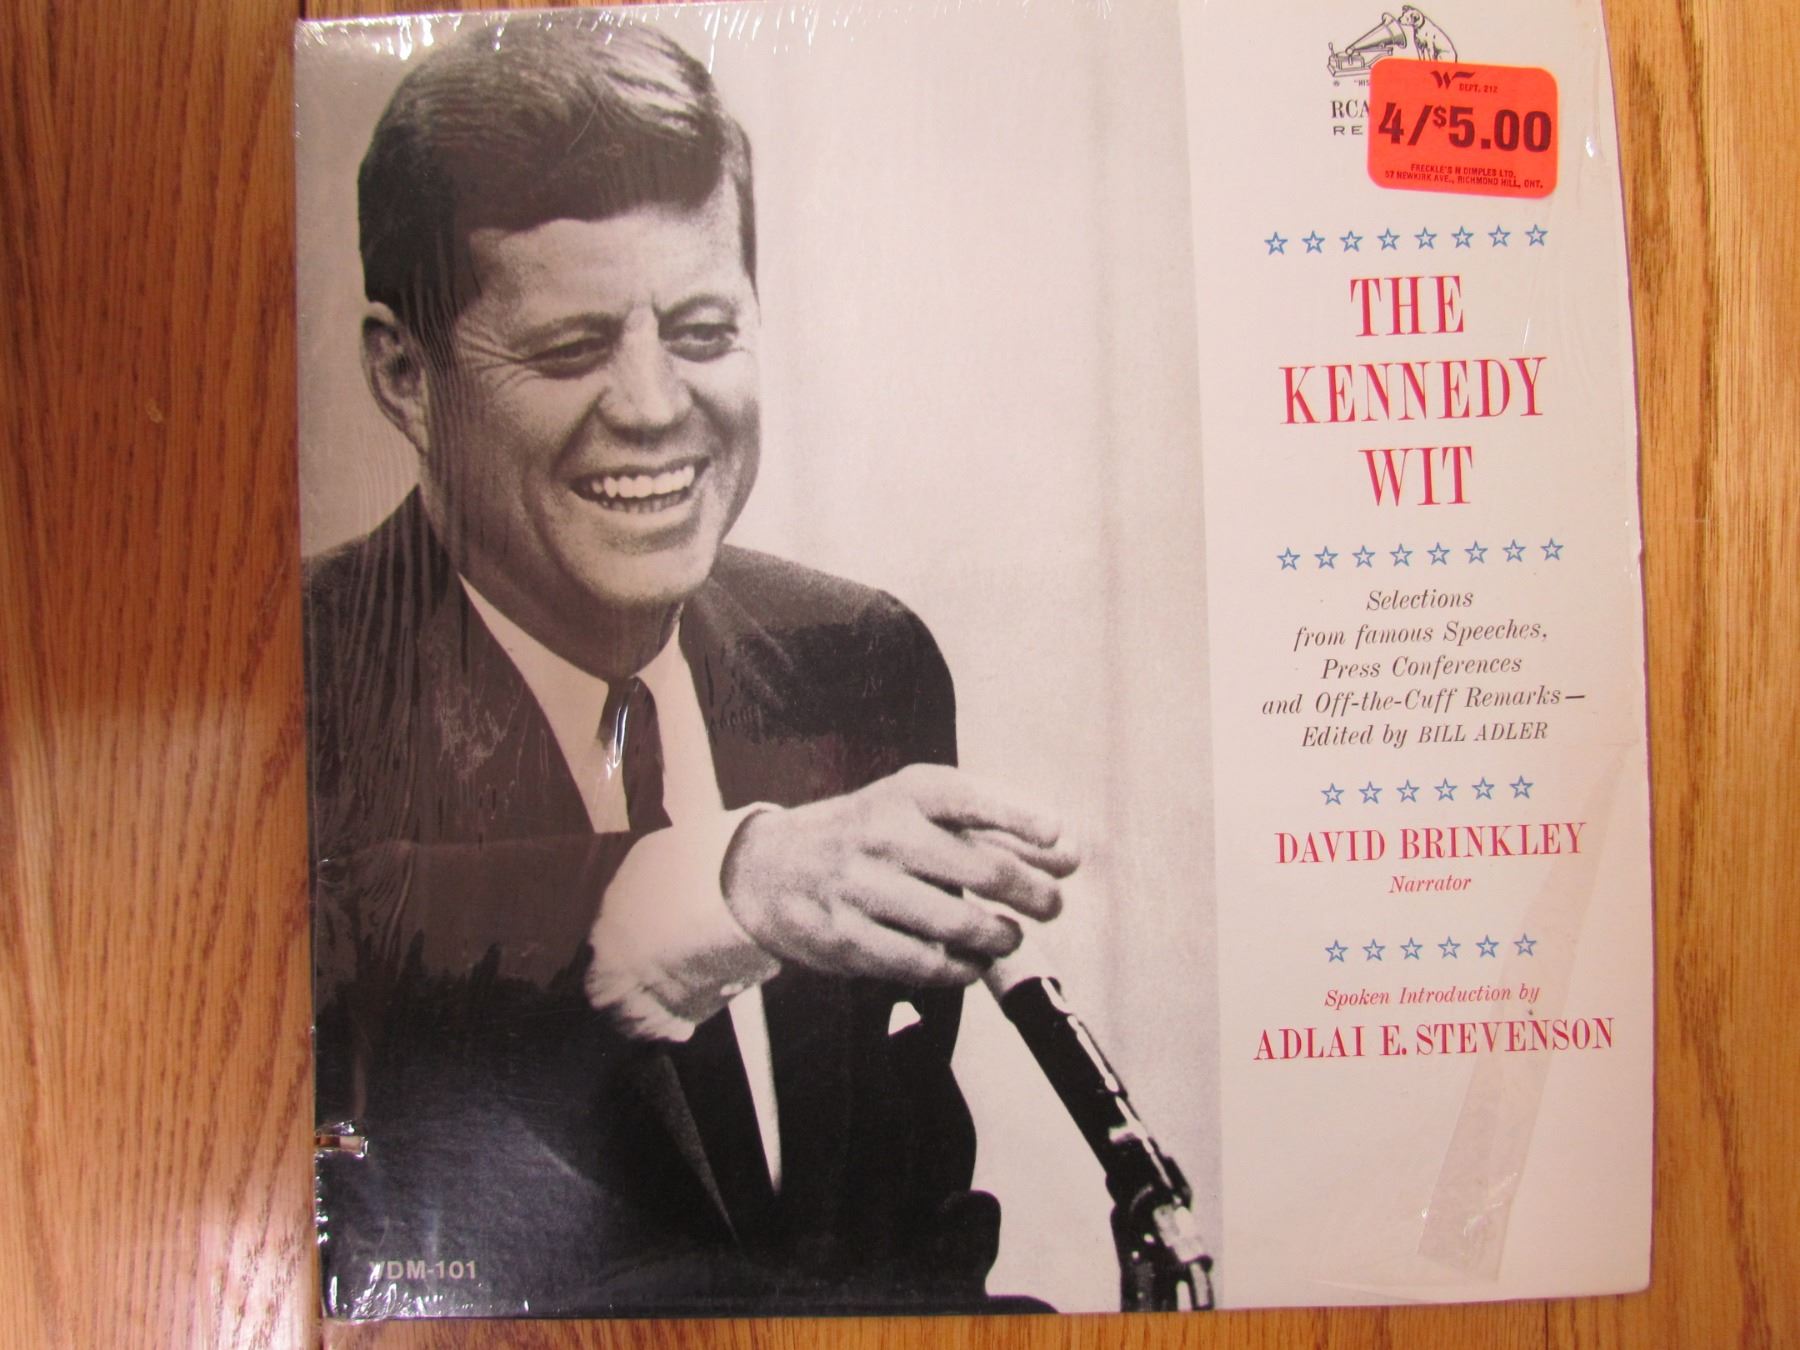 RCA
RE
W
DEPT. 212
4/$5.00
FRECKLE'S N DIMPLES LTD.
57 NEWKIRK AVE., RICHMOND HILL, ONT.
☆ ☆ ☆ ☆ ☆ ☆ ☆ ☆
THE
KENNEDY
WIT
☆ ☆ ☆ ☆ ☆ ☆ ☆ ☆
Selections
from famous Speeches,
Press Conferences
and Off-the-Cuff Remarks—
Edited by BILL ADLER
☆ ☆ ☆ ☆ ☆ ☆
DAVID BRINKLEY
Narrator
☆ ☆ ☆ ☆ ☆ ☆
Spoken Introduction by
ADLAI E. STEVENSON
VDM-101